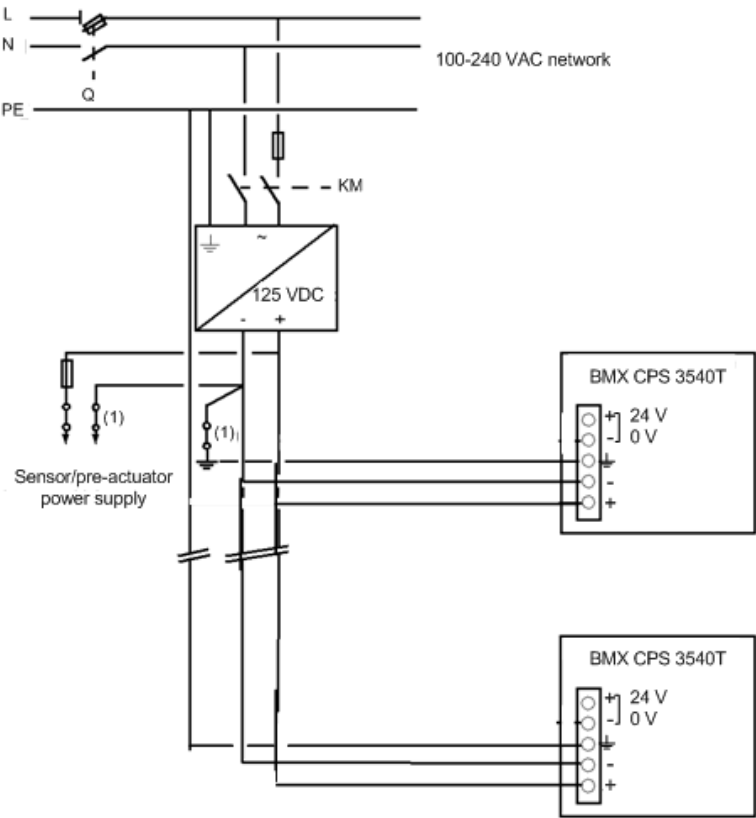 L
N
100-240 VAC network
Q
PE
KM
~
125 VDC
- +
BMX CPS 3540T
+ 24 V
- 0 V
-
+
(1)
(1)
Sensor/pre-actuator
power supply
BMX CPS 3540T
+ 24 V
- 0 V
-
+